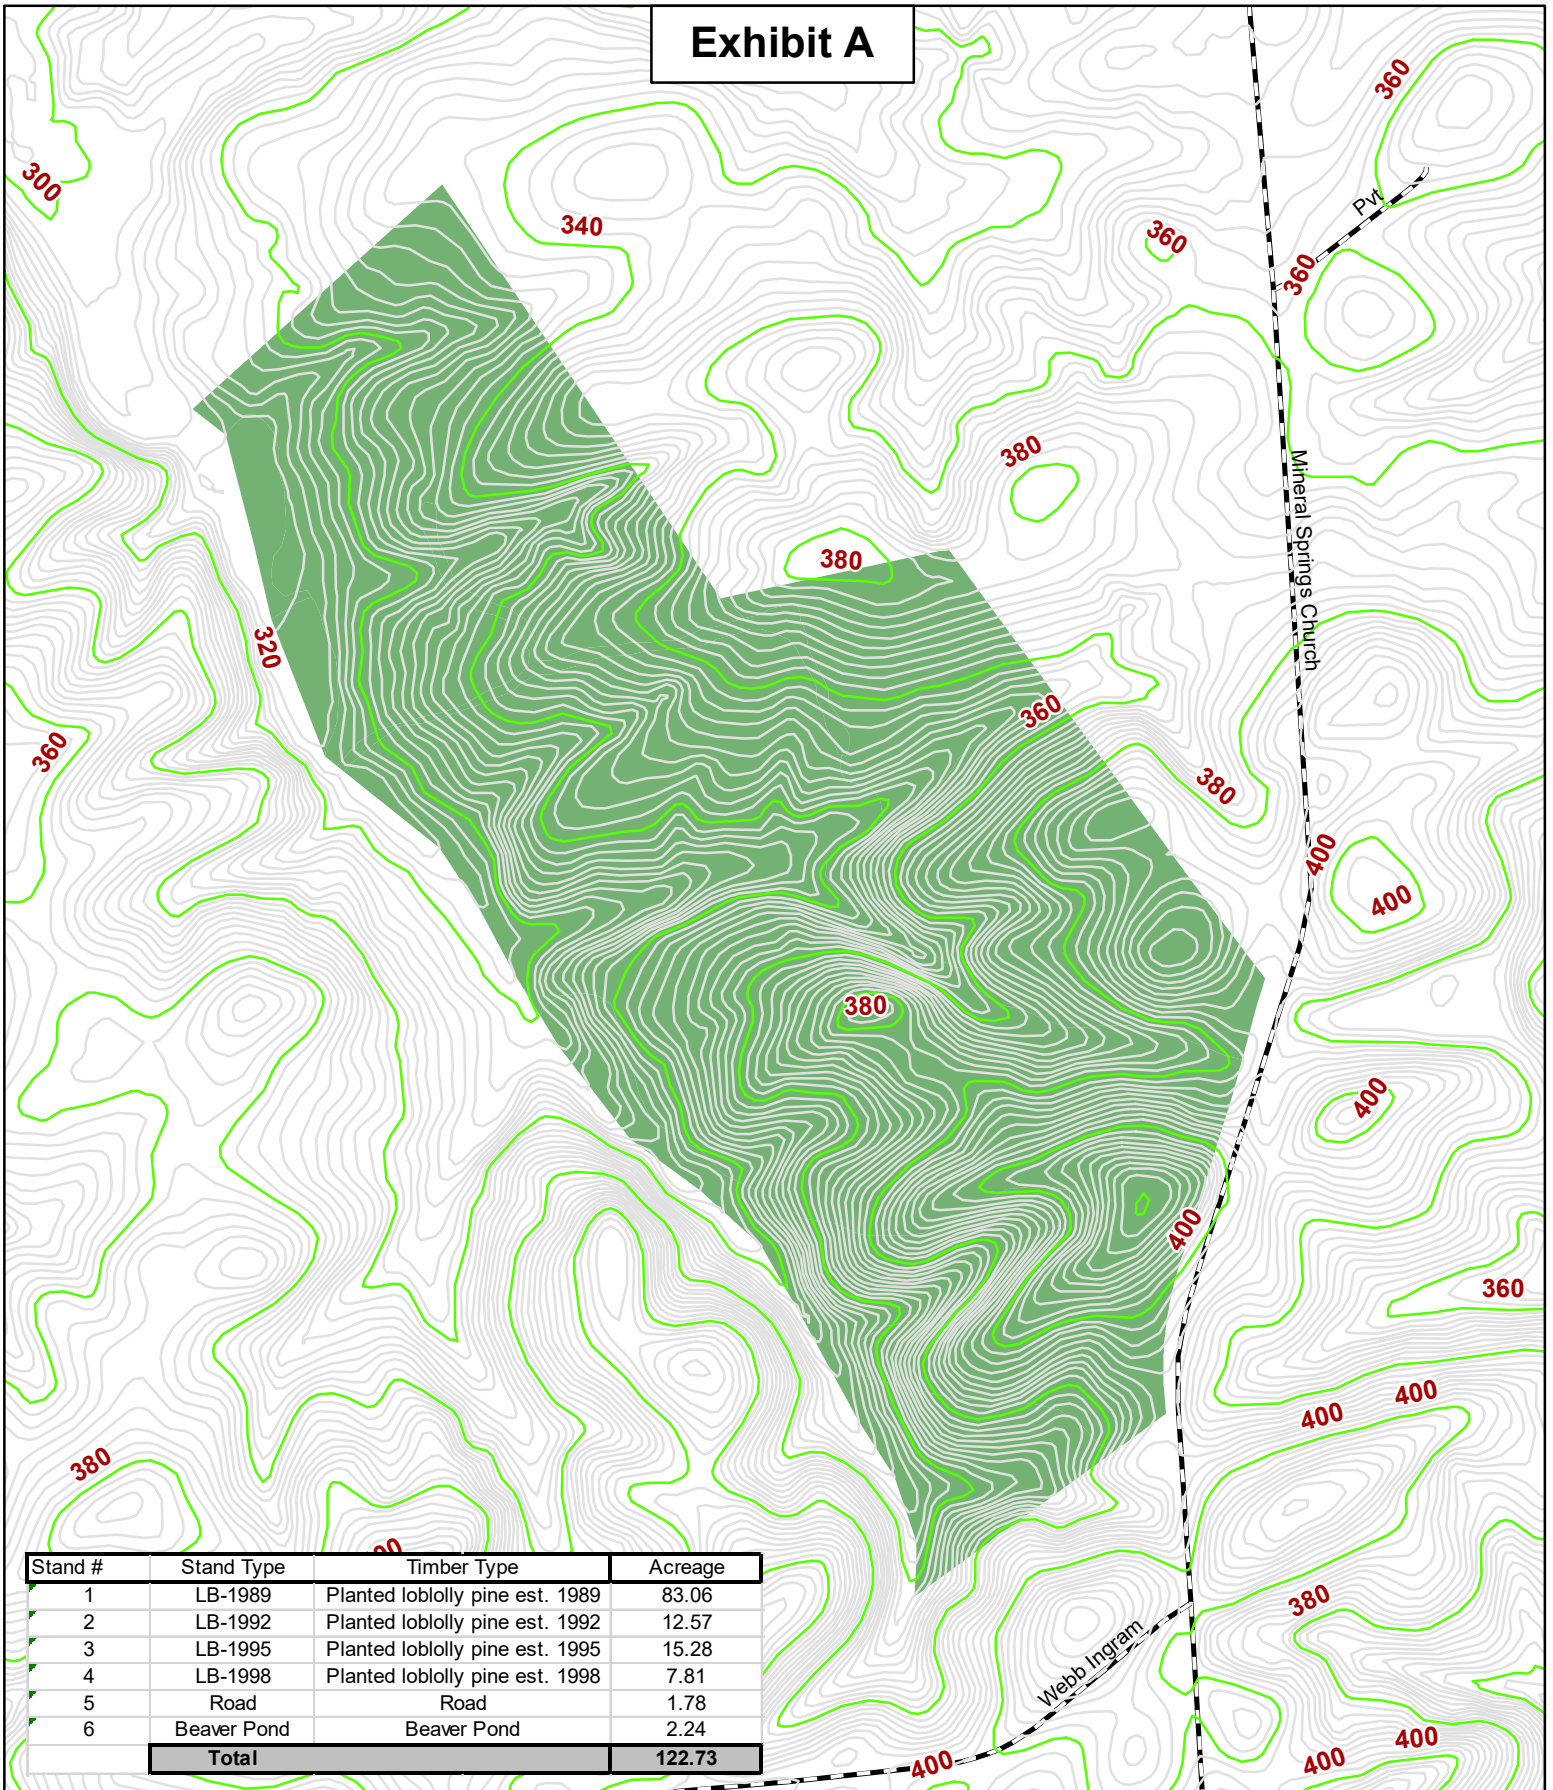 Exhibit A
360
300
340
Pvt
360
360
380
Mineral Springs Church
380
320
360
360
380
400
400
380
400
400
360
400
400
380
Stand # Stand Type Timber Type Acreage
1 LB-1989 Planted loblolly pine est. 1989 83.06
2 LB-1992 Planted loblolly pine est. 1992 12.57
3 LB-1995 Planted loblolly pine est. 1995 15.28
4 LB-1998 Planted loblolly pine est. 1998 7.81
5 Road Road 1.78
6 Beaver Pond Beaver Pond 2.24
Total 122.73
380
Webb Ingram
400
400
400